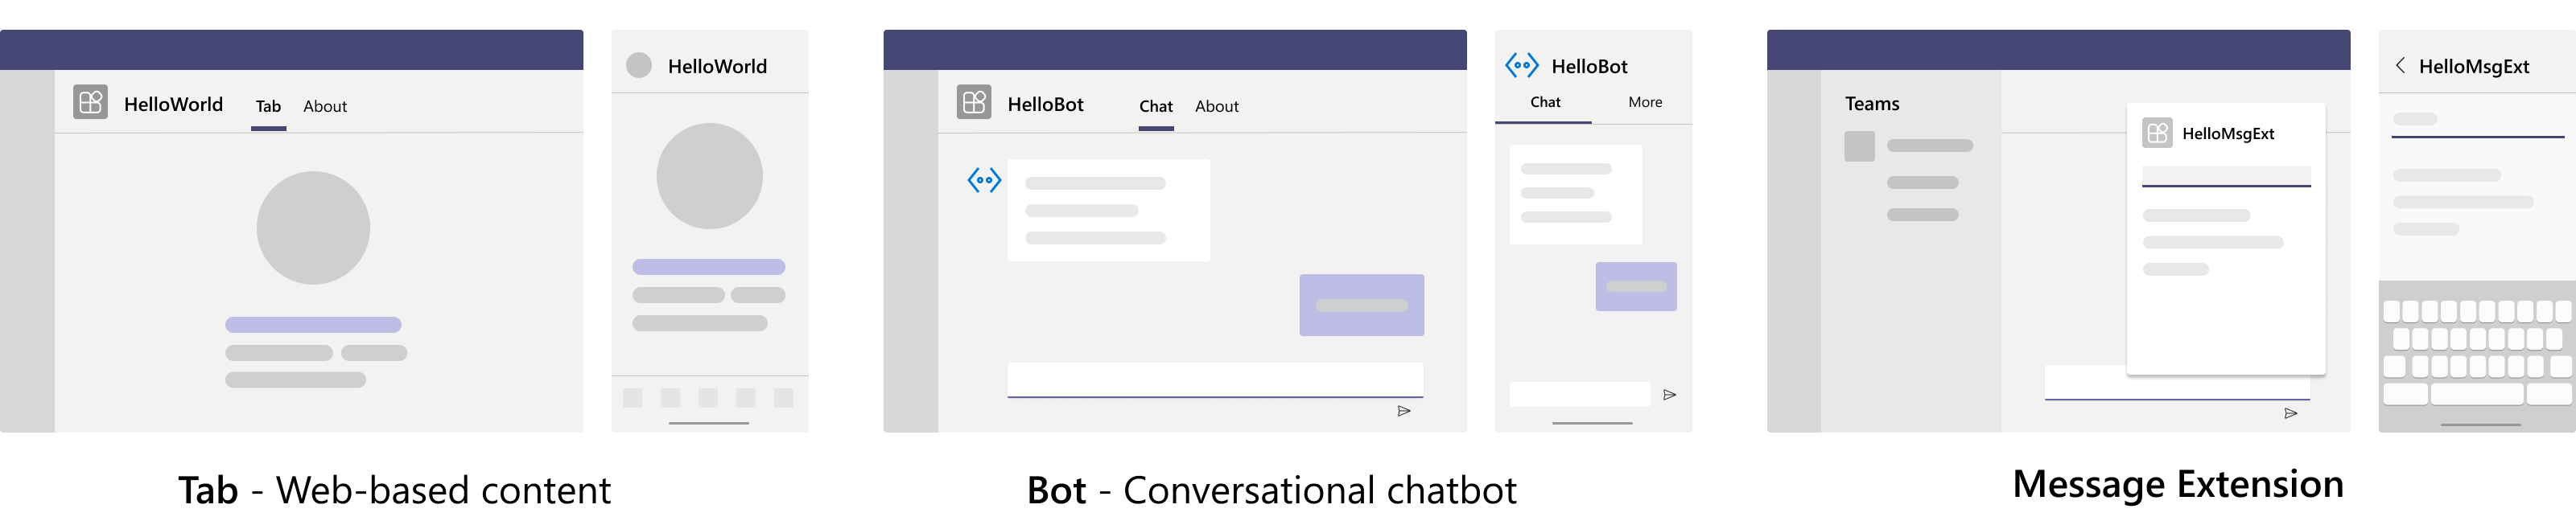 HelloWorld Tab About
HelloWorld
Tab - Web-based content
HelloBot Chat About
HelloBot
Chat More
Bot - Conversational chatbot
Teams
HelloMsgExt
HelloMsgExt
Message Extension